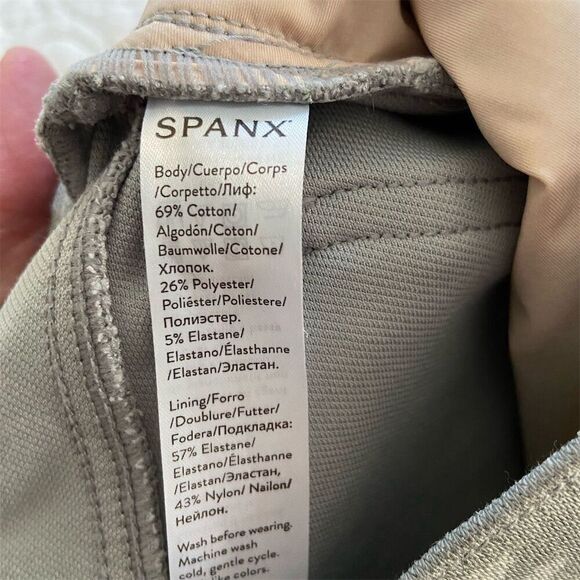 SPANX
Body/Cuerpo/Corps
/Corpetto/Лиф:
69% Cotton/
Algodón/Coton/
Baumwolle/Cotone/
Хлопок.
26% Polyester/
Poliéster/Poliestere/
Полиэстер.
5% Elastane/
Elastano/Élasthanne
/Elastan/Эластан.
Lining/Forro
/Doublure/Futter/
Fodera/Подкладка:
57% Elastane/
Elastano/Élasthanne
/Elastan/Эластан,
43% Nylon/ Nailon/
Нейлон.
Wash before wearing.
Machine wash
cold, gentle cycle.
like colors.